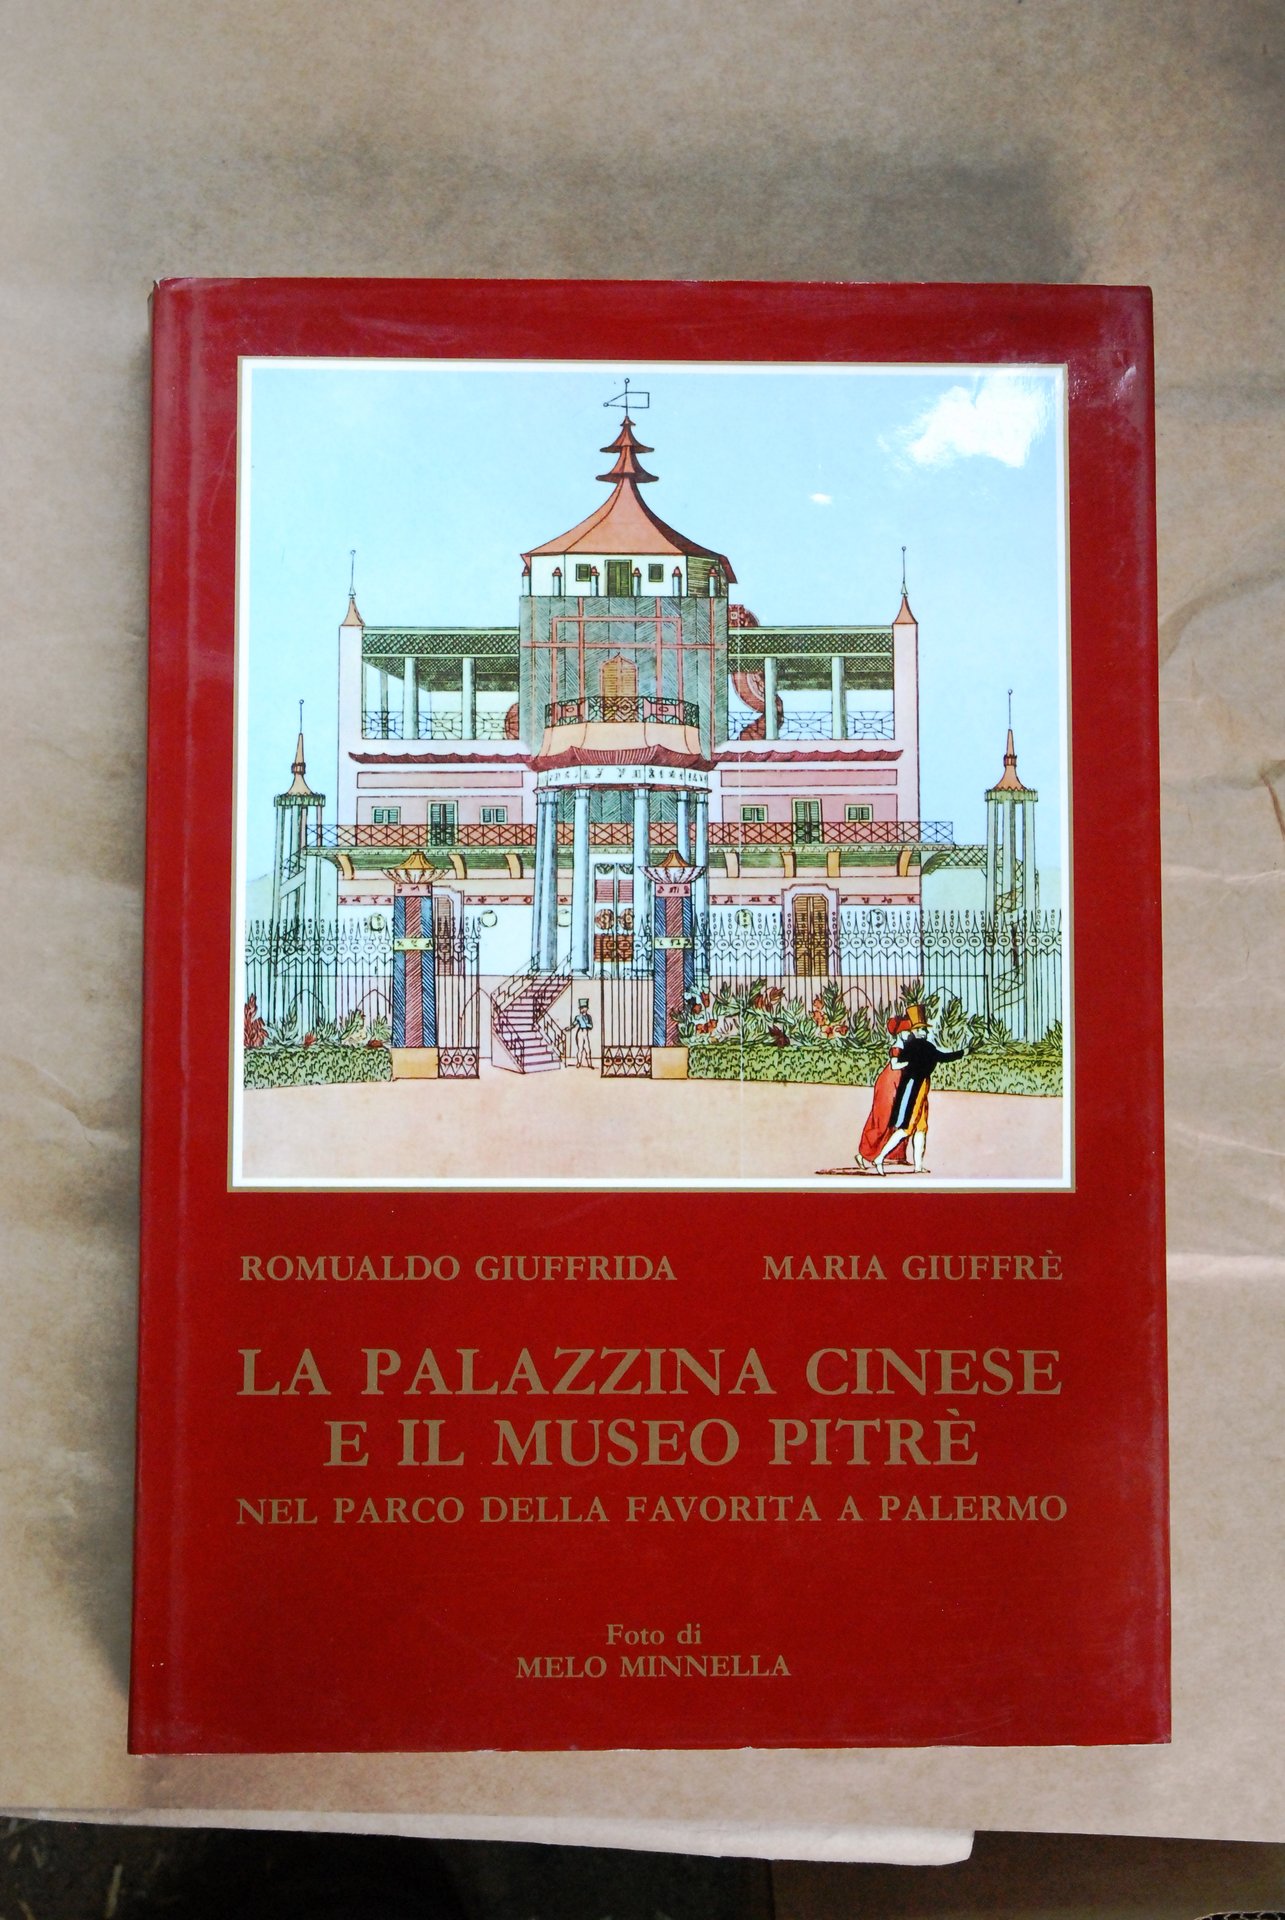 ROMUALDO GIUFFRIDA MARIA GIUFFRÈ
LA PALAZZINA CINESE
E IL MUSEO PITRÈ
NEL PARCO DELLA FAVORITA A PALERMO
Foto di
MELO MINNELLA